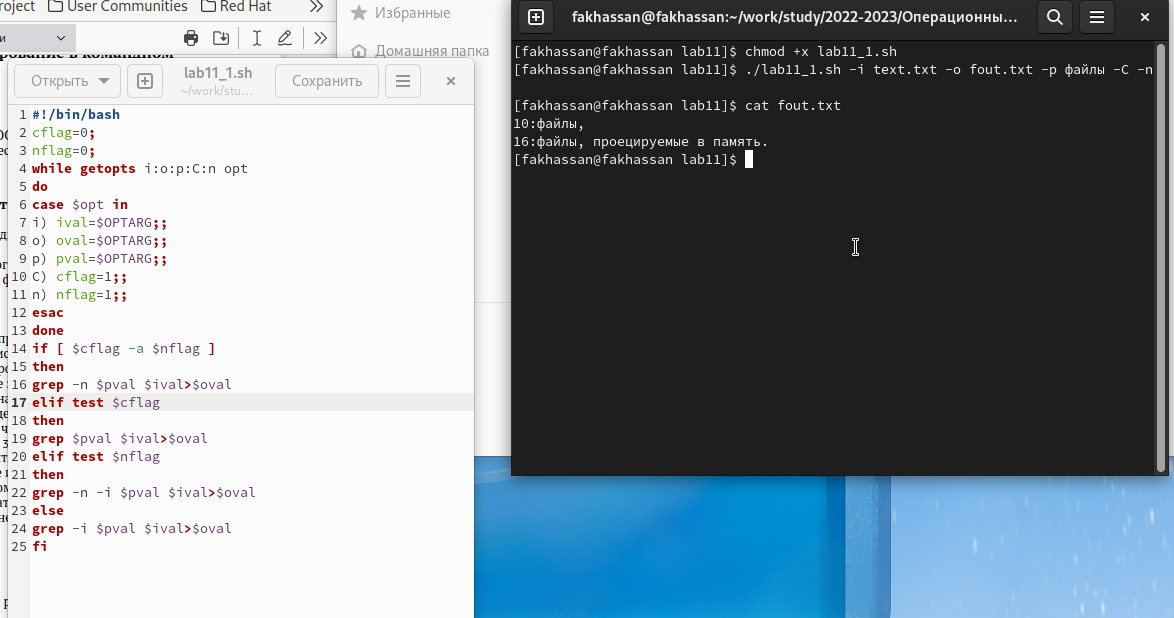 roject
User Communities
Red Hat
рование в командном
Избранные
Домашняя папка
Открыть
lab11_1.sh
~/work/stu…
Сохранить
1 #!/bin/bash
2 cflag=0;
3 nflag=0;
4 while getopts i:o:p:C:n opt
5 do
6 case $opt in
7 i) ival=$OPTARG;;
8 o) oval=$OPTARG;;
9 p) pval=$OPTARG;;
10 C) cflag=1;;
11 n) nflag=1;;
12 esac
13 done
14 if [ $cflag -a $nflag ]
15 then
16 grep -n $pval $ival>$oval
17 elif test $cflag
18 then
19 grep $pval $ival>$oval
20 elif test $nflag
21 then
22 grep -n -i $pval $ival>$oval
23 else
24 grep -i $pval $ival>$oval
25 fi
fakhassan@fakhassan:~/work/study/2022-2023/Операционны…
[fakhassan@fakhassan lab11]$ chmod +x lab11_1.sh
[fakhassan@fakhassan lab11]$ ./lab11_1.sh -i text.txt -o fout.txt -p файлы -C -n
[fakhassan@fakhassan lab11]$ cat fout.txt
10:файлы,
16:файлы, проецируемые в память.
[fakhassan@fakhassan lab11]$